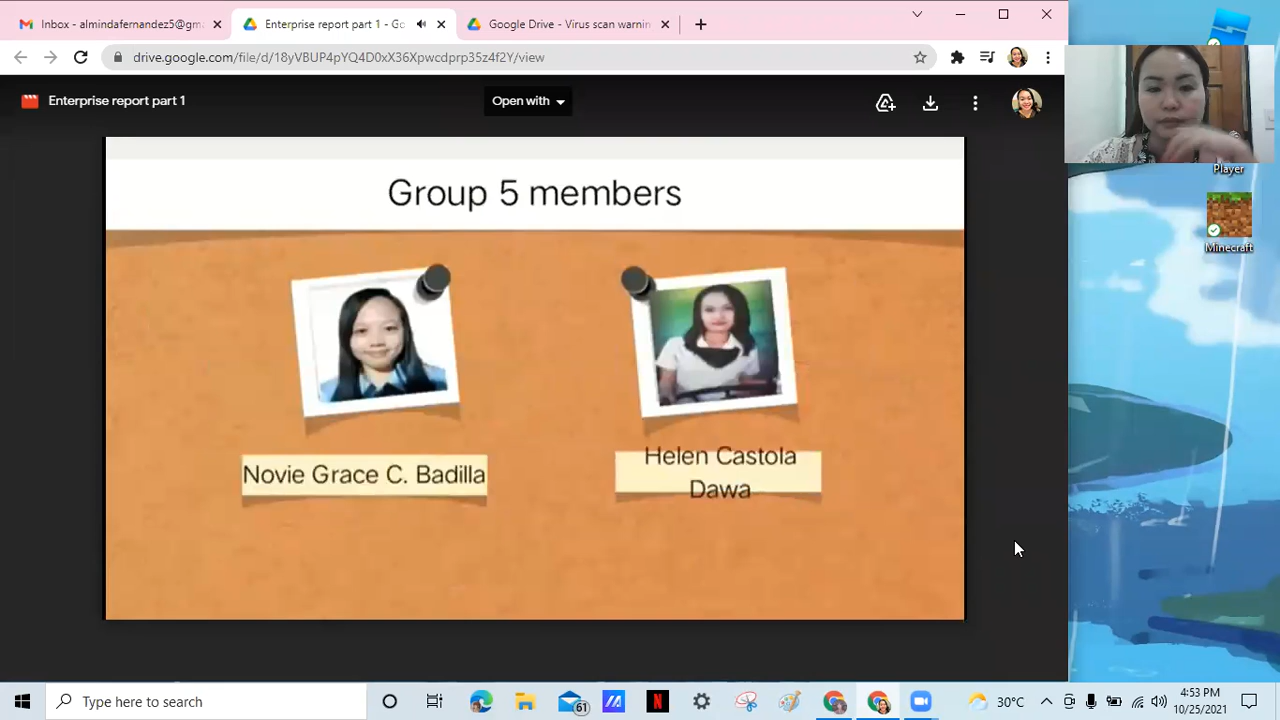 Inbox - almindafernandez5@gma
Enterprise report part 1 - Go
Google Drive - Virus scan warnin
drive.google.com/file/d/18rVBUP4pYQ4D0xX36Xpwcdprp35z4f2Y/view
Enterprise report part 1
Open with
Group 5 members
Novie Grace C. Badilla
Helen Castola
Dawa
Player
Minecraft
Type here to search
61
30°C
4:53 PM
10/25/2021